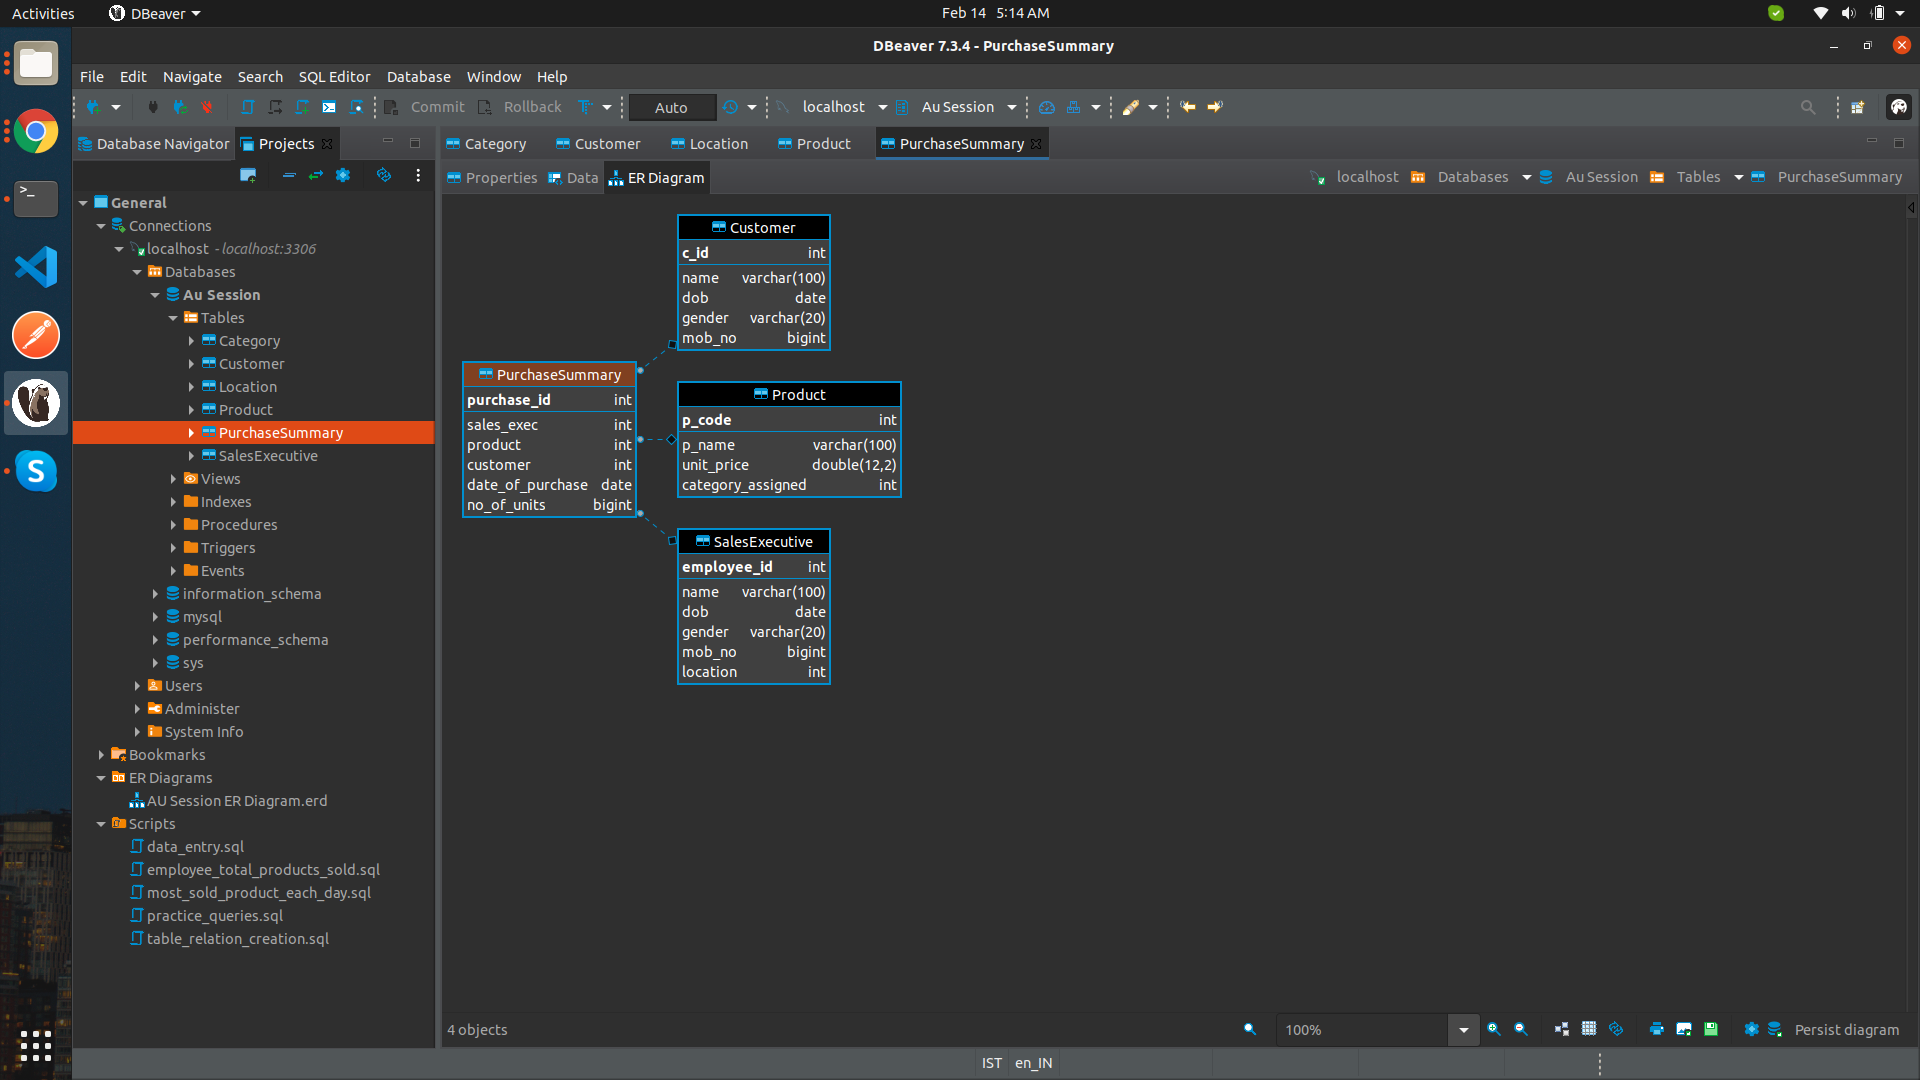 Activities DBeaver Feb 14 5:14 AM
DBeaver 7.3.4 - PurchaseSummary
File Edit Navigate Search SQL Editor Database Window Help
Commit Rollback Auto localhost Au Session
Database Navigator Projects
Category Customer Location Product PurchaseSummary
Properties Data ER Diagram localhost Databases Au Session Tables PurchaseSummary
General
Connections
localhost - localhost:3306
Databases
Au Session
Tables
Category
Customer
Location
Product
PurchaseSummary
SalesExecutive
Views
Indexes
Procedures
Triggers
Events
information_schema
mysql
performance_schema
sys
Users
Administer
System Info
Bookmarks
ER Diagrams
AU Session ER Diagram.erd
Scripts
data_entry.sql
employee_total_products_sold.sql
most_sold_product_each_day.sql
practice_queries.sql
table_relation_creation.sql
Customer
c_id int
name varchar(100)
dob date
gender varchar(20)
mob_no bigint
PurchaseSummary
purchase_id int
sales_exec int
product int
customer int
date_of_purchase date
no_of_units bigint
Product
p_code int
p_name varchar(100)
unit_price double(12,2)
category_assigned int
SalesExecutive
employee_id int
name varchar(100)
dob date
gender varchar(20)
mob_no bigint
location int
4 objects 100% Persist diagram
IST en_IN